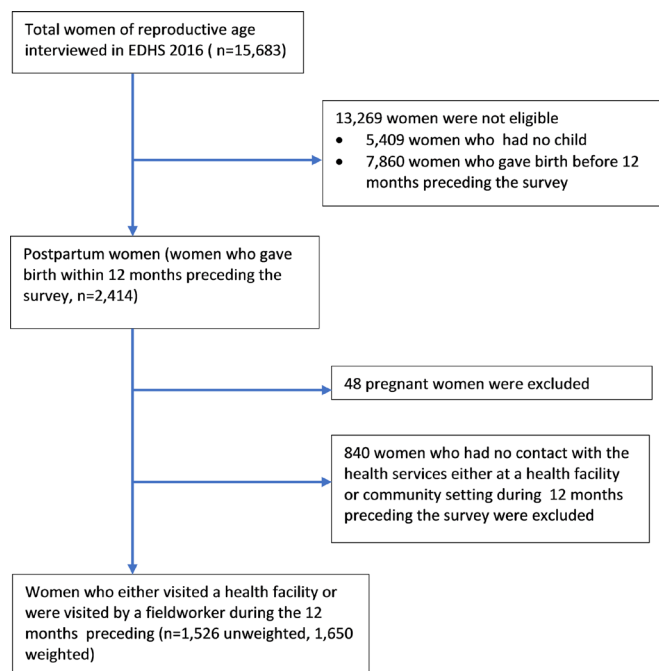 Total women of reproductive age
interviewed in EDHS 2016 ( n=15,683)
13,269 women were not eligible
• 5,409 women who had no child
• 7,860 women who gave birth before 12
months preceding the survey
Postpartum women (women who gave
birth within 12 months preceding the
survey, n=2,414)
48 pregnant women were excluded
840 women who had no contact with the
health services either at a health facility
or community setting during 12 months
preceding the survey were excluded
Women who either visited a health facility or
were visited by a fieldworker during the 12
months preceding (n=1,526 unweighted, 1,650
weighted)